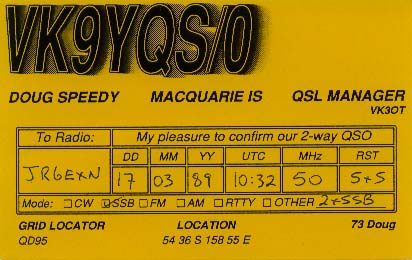 VK9YQS/0
DOUG SPEEDY MACQUARIE IS QSL MANAGER
VK3OT
To Radio: My pleasure to confirm our 2-way QSO
DD MM YY UTC MHz RST
JR6EXN 17 03 89 10:32 50 5x5
Mode: ☐CW ☑SSB ☐FM ☐AM ☐RTTY ☐OTHER 2xSSB
GRID LOCATOR LOCATION 73 Doug
QD95 54 36 S 158 55 E